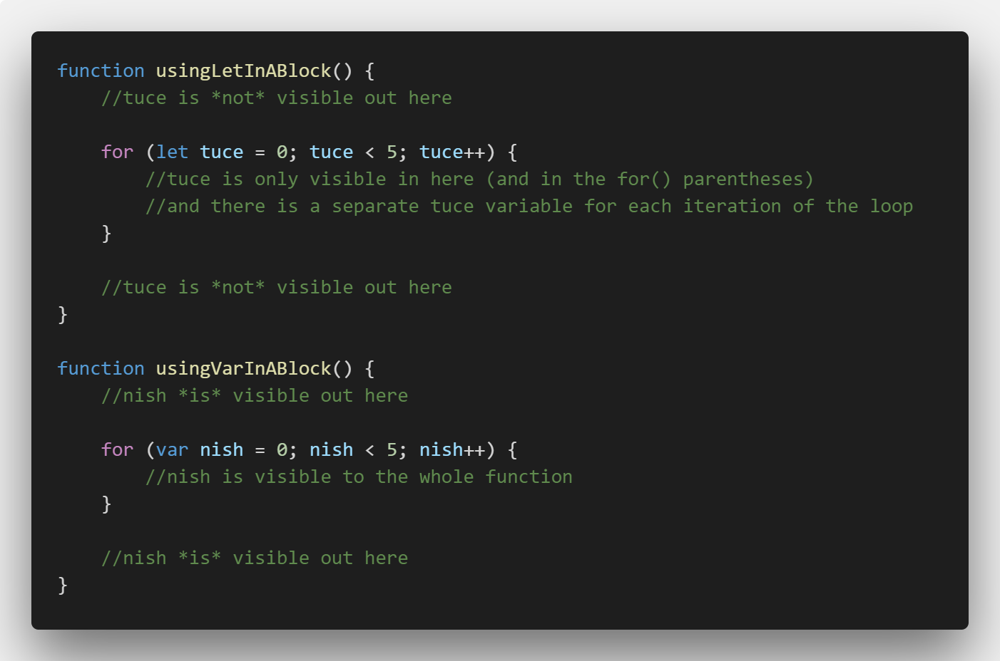 function usingLetInABlock() {
    //tuce is *not* visible out here

    for (let tuce = 0; tuce < 5; tuce++) {
        //tuce is only visible in here (and in the for() parentheses)
        //and there is a separate tuce variable for each iteration of the loop
    }

    //tuce is *not* visible out here
}

function usingVarInABlock() {
    //nish *is* visible out here

    for (var nish = 0; nish < 5; nish++) {
        //nish is visible to the whole function
    }

    //nish *is* visible out here
}